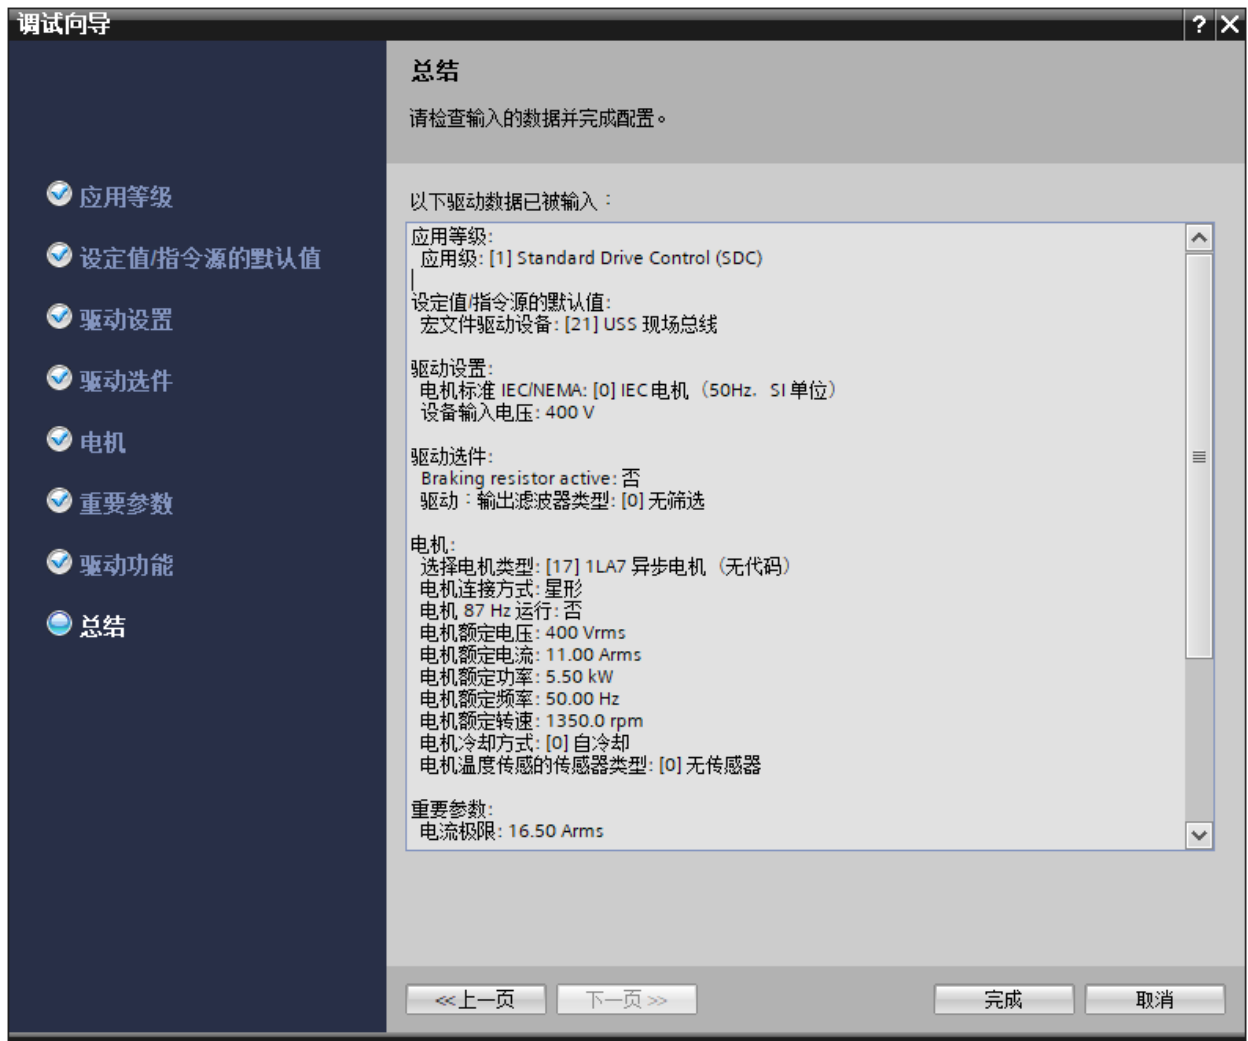 调试向导
? X
总结
请检查输入的数据并完成配置。
应用等级
设定值/指令源的默认值
驱动设置
驱动选件
电机
重要参数
驱动功能
总结
以下驱动数据已被输入：
应用等级:
应用级: [1] Standard Drive Control (SDC)
设定值/指令源的默认值:
宏文件驱动设备: [21] USS 现场总线
驱动设置:
电机标准 IEC/NEMA: [0] IEC 电机（50Hz，SI 单位）
设备输入电压: 400 V
驱动选件:
Braking resistor active: 否
驱动：输出滤波器类型: [0] 无筛选
电机:
选择电机类型: [17] 1LA7 异步电机（无代码）
电机连接方式: 星形
电机 87 Hz 运行: 否
电机额定电压: 400 Vrms
电机额定电流: 11.00 Arms
电机额定功率: 5.50 kW
电机额定频率: 50.00 Hz
电机额定转速: 1350.0 rpm
电机冷却方式: [0] 自冷却
电机温度传感的传感器类型: [0] 无传感器
重要参数:
电流极限: 16.50 Arms
<<上一页
下一页>>
完成
取消